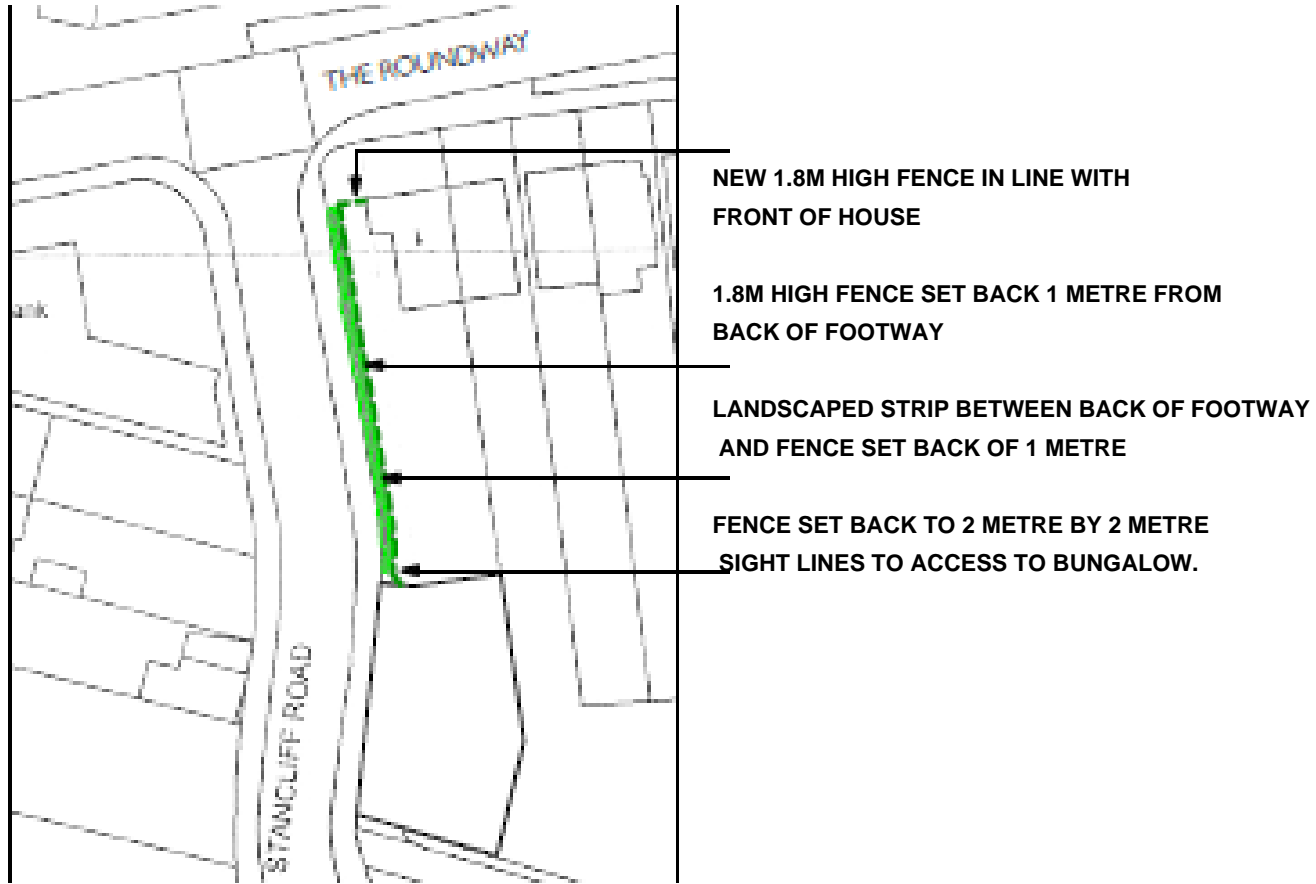 THE ROUNDWAY
NEW 1.8M HIGH FENCE IN LINE WITH
FRONT OF HOUSE
1.8M HIGH FENCE SET BACK 1 METRE FROM
BACK OF FOOTWAY
LANDSCAPED STRIP BETWEEN BACK OF FOOTWAY
AND FENCE SET BACK OF 1 METRE
FENCE SET BACK TO 2 METRE BY 2 METRE
SIGHT LINES TO ACCESS TO BUNGALOW.
STANCLIFF ROAD